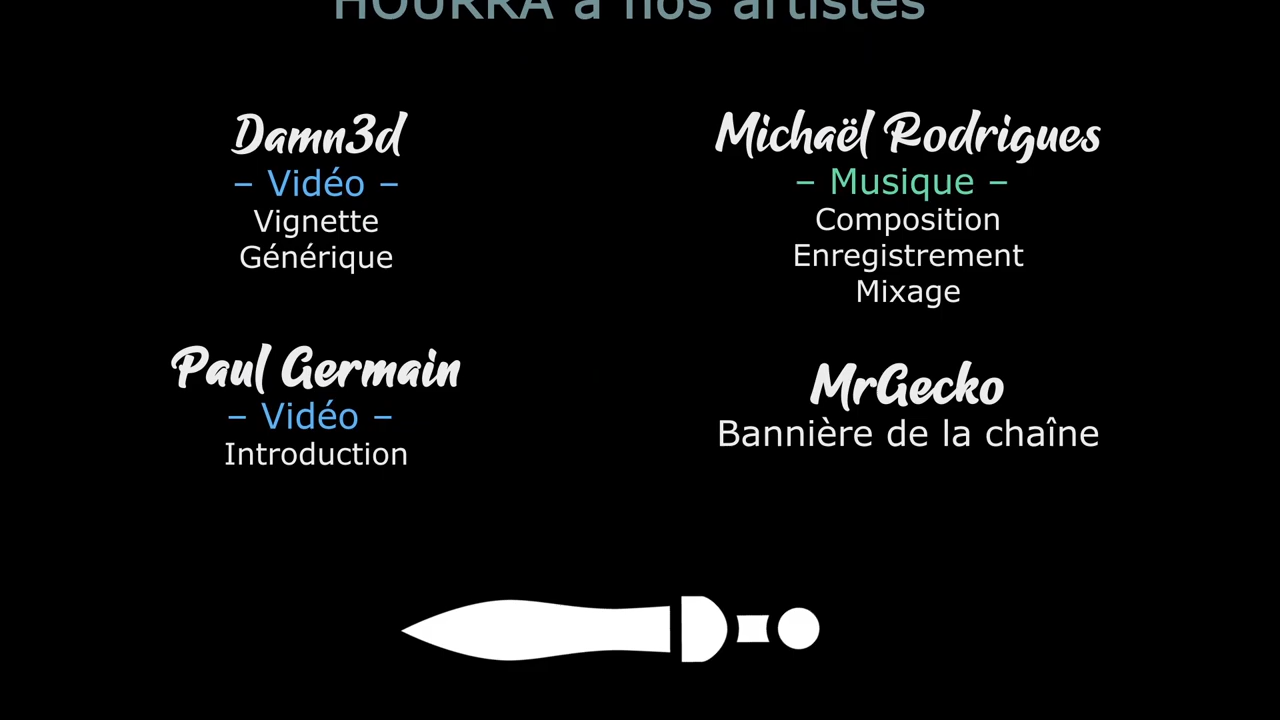 HOURRA à nos artistes
Damn3d
– Vidéo –
Vignette
Générique
Michaël Rodrigues
– Musique –
Composition
Enregistrement
Mixage
Paul Germain
– Vidéo –
Introduction
MrGecko
Bannière de la chaîne